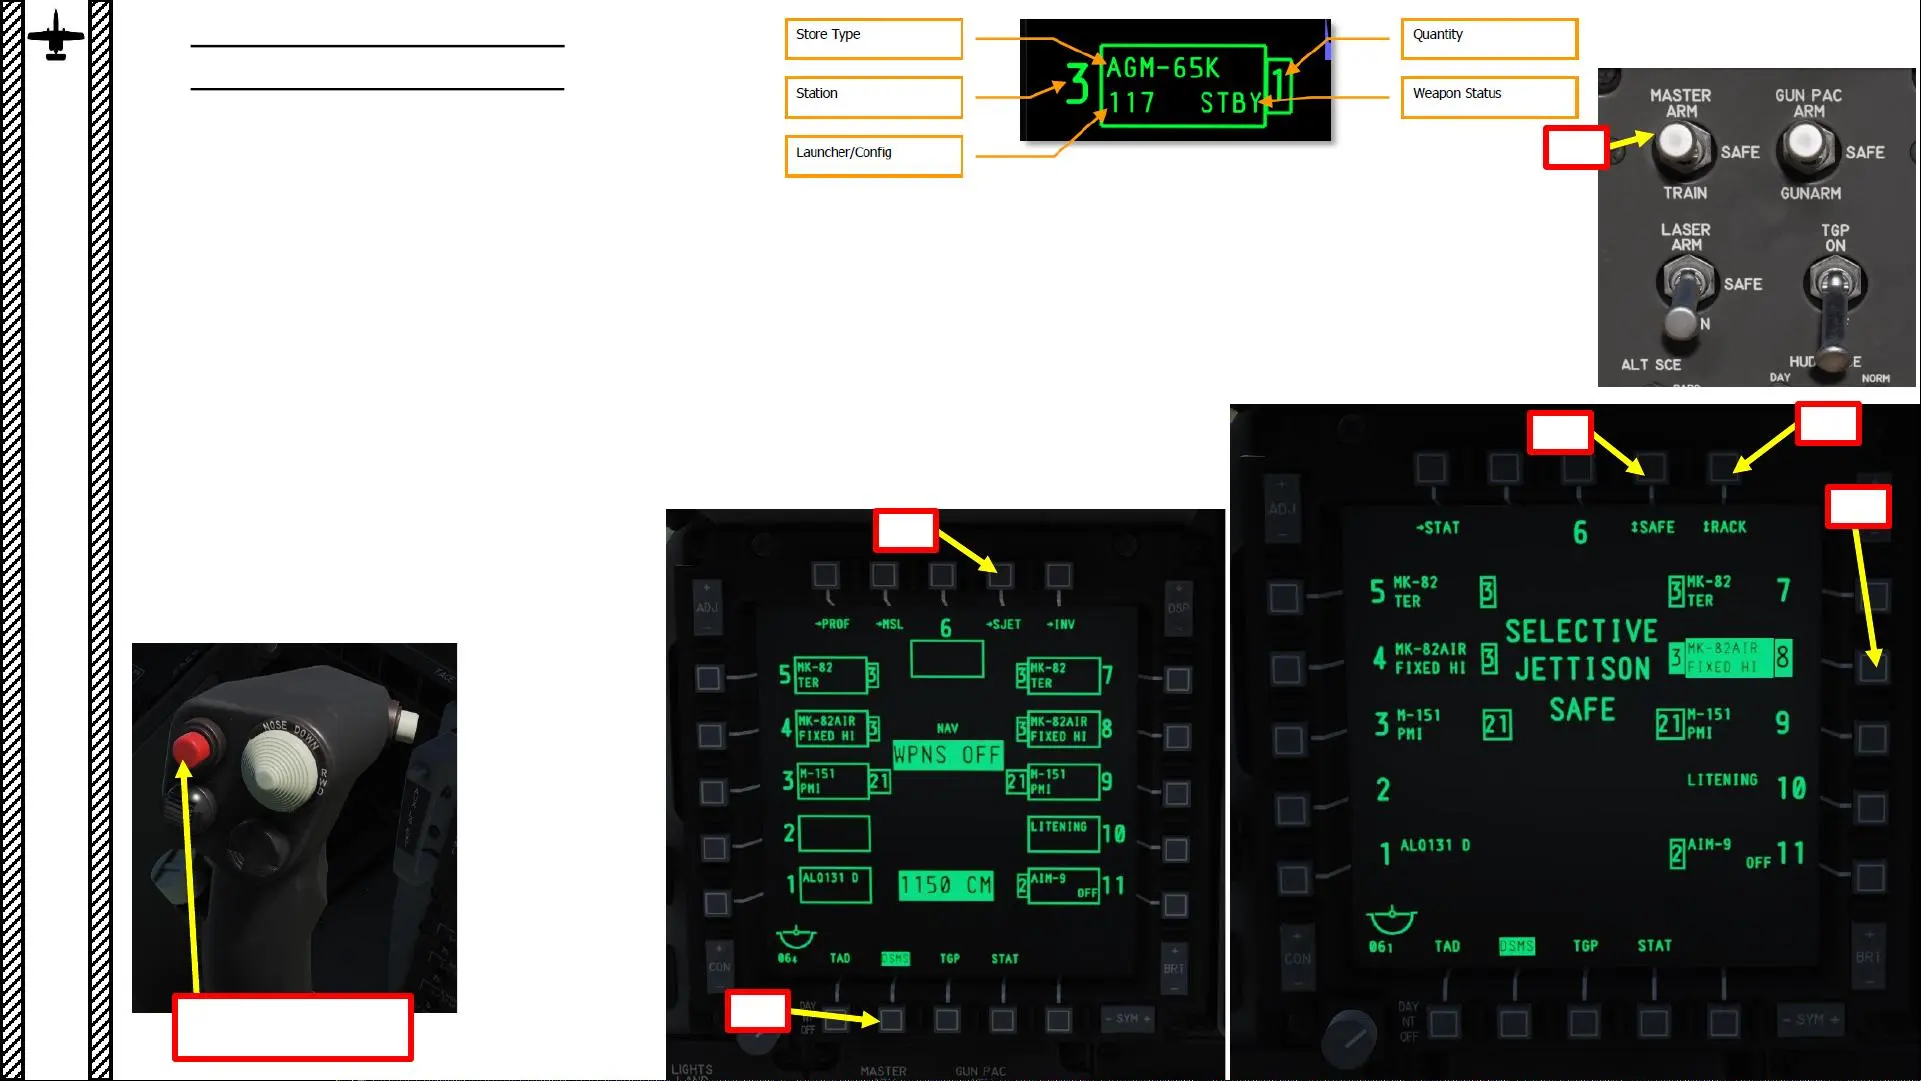 Store Type
Station
Launcher/Config
3
AGM-65K
1
117 STBY
Quantity
Weapon Status
MASTER
ARM
SAFE
TRAIN
GUN PAC
ARM
SAFE
GUNARM
LASER
ARM
SAFE
N
TGP
ON
ALT SCE
DAY
NORM
NOSE DOWN
RWD
ADJ
DSP
→PROF →MSL 6 →SJET →INV
5 MK-82
TER 3
3 MK-82
TER 7
4 MK-82AIR
FIXED HI 3
NAV
WPNS OFF
3 MK-82AIR
FIXED HI 8
3 M-151
PMI 21
21 M-151
PMI 9
2
LITENING 10
1 ALQ131 D
1150 CM
2 AIM-9
OFF 11
064 TAD DSMS TGP STAT
CON
BRT
DAY
NT
OFF
- SYM +
LIGHTS
MASTER
GUN PAC
ADJ
→STAT 6 ↕SAFE ↕RACK
5 MK-82
TER 3
3 MK-82
TER 7
SELECTIVE
JETTISON
SAFE
4 MK-82AIR
FIXED HI 3
3 MK-82AIR
FIXED HI 8
3 M-151
PMI 21
21 M-151
PMI 9
2
LITENING 10
1 ALQ131 D
2 AIM-9
OFF 11
061 TAD DSMS TGP STAT
CON
BRT
DAY
NT
OFF
- SYM +